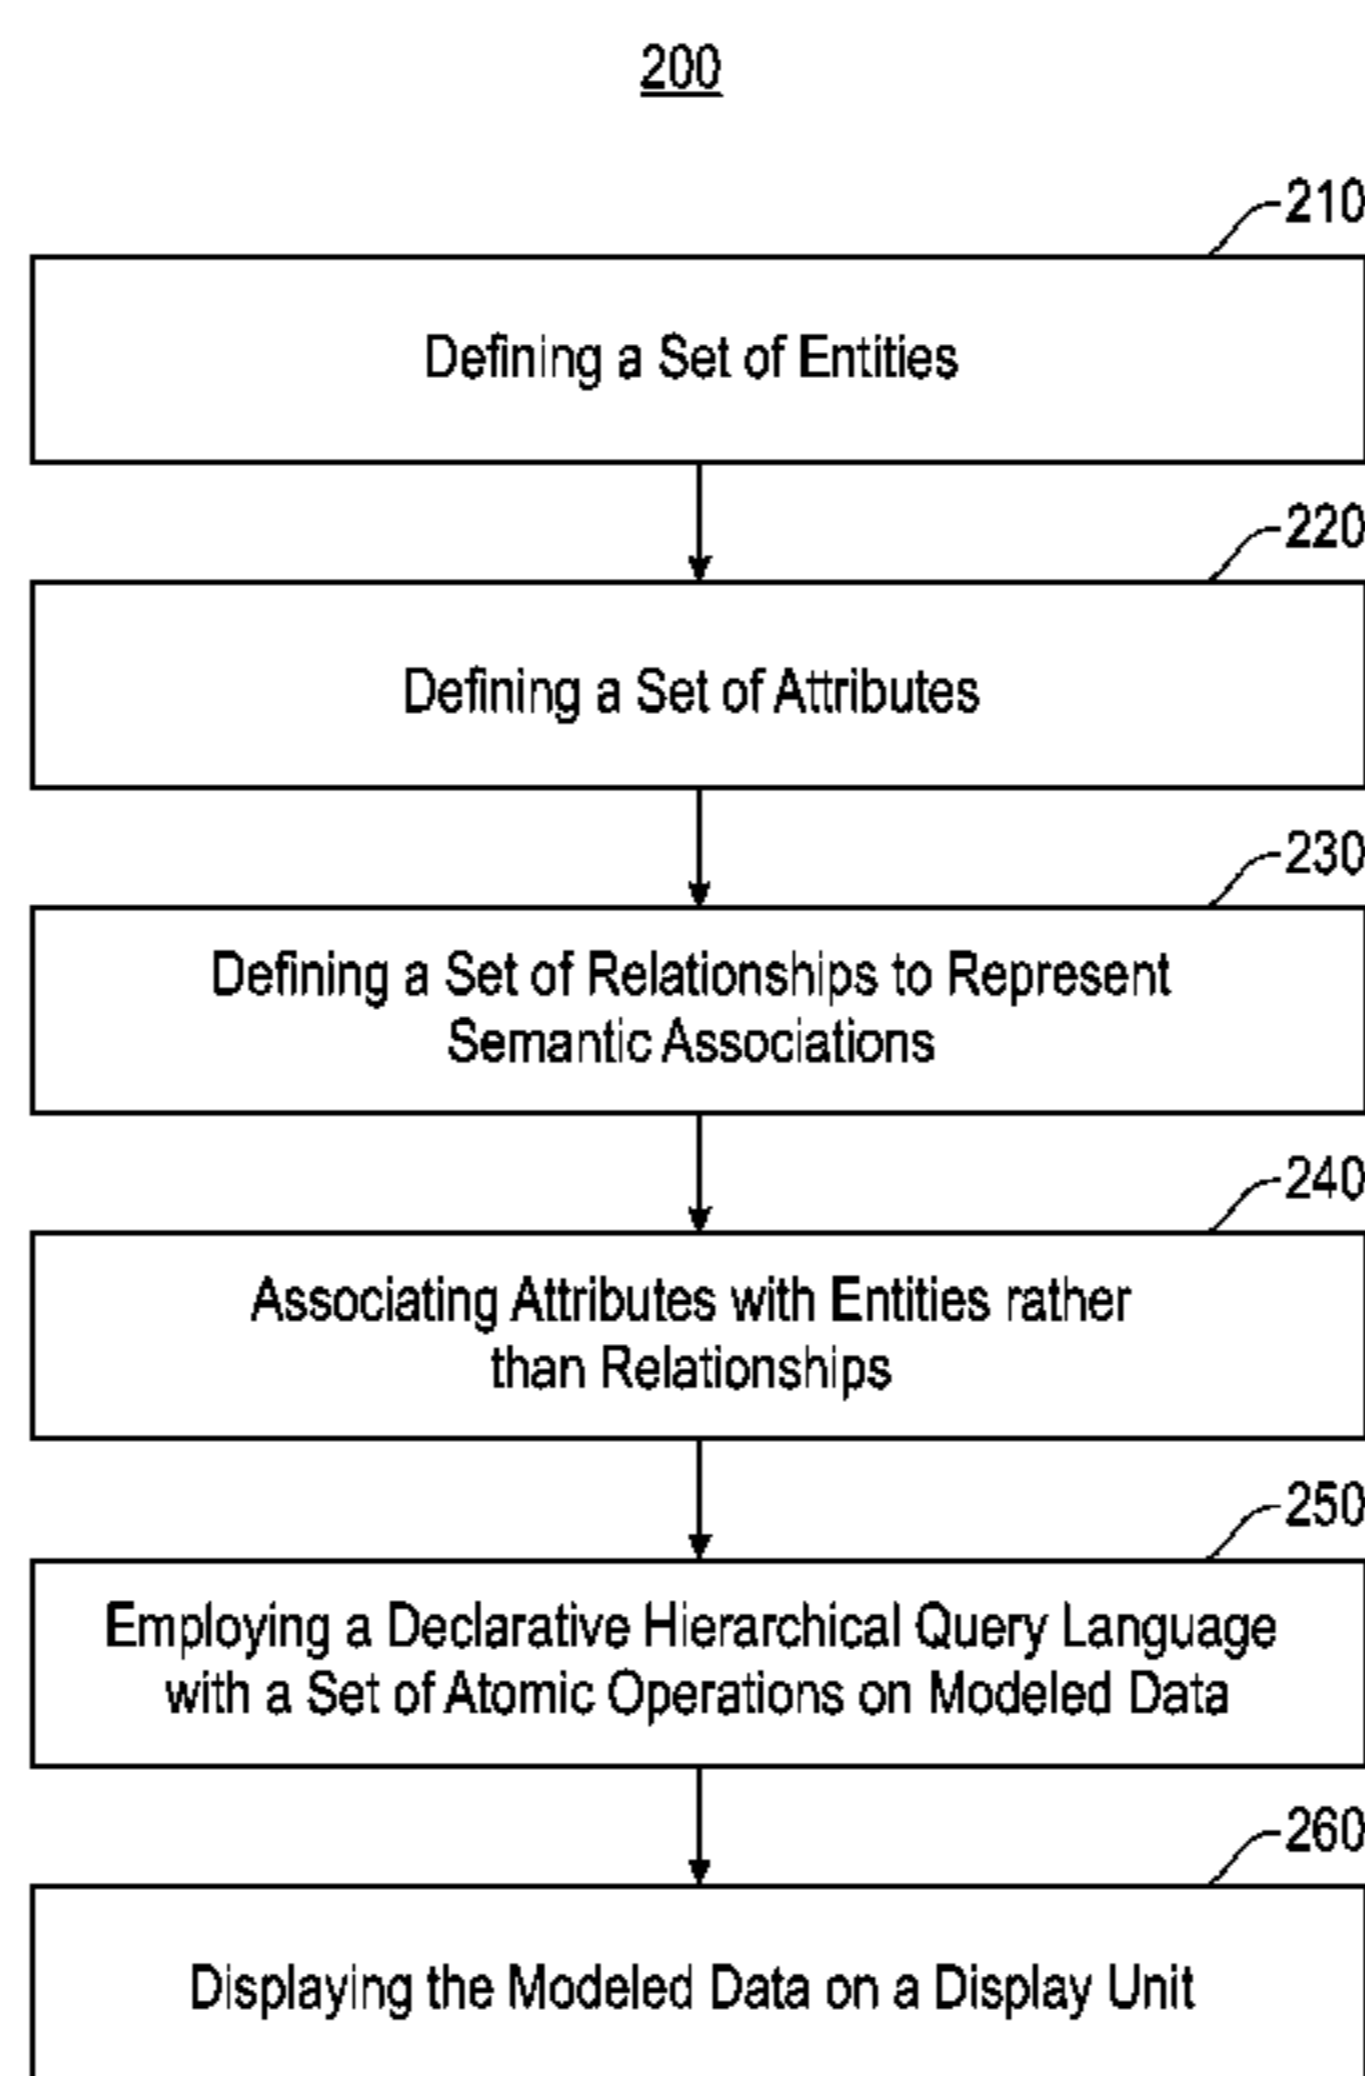 200
210
Defining a Set of Entities
220
Defining a Set of Attributes
230
Defining a Set of Relationships to Represent
Semantic Associations
240
Associating Attributes with Entities rather
than Relationships
250
Employing a Declarative Hierarchical Query Language
with a Set of Atomic Operations on Modeled Data
260
Displaying the Modeled Data on a Display Unit